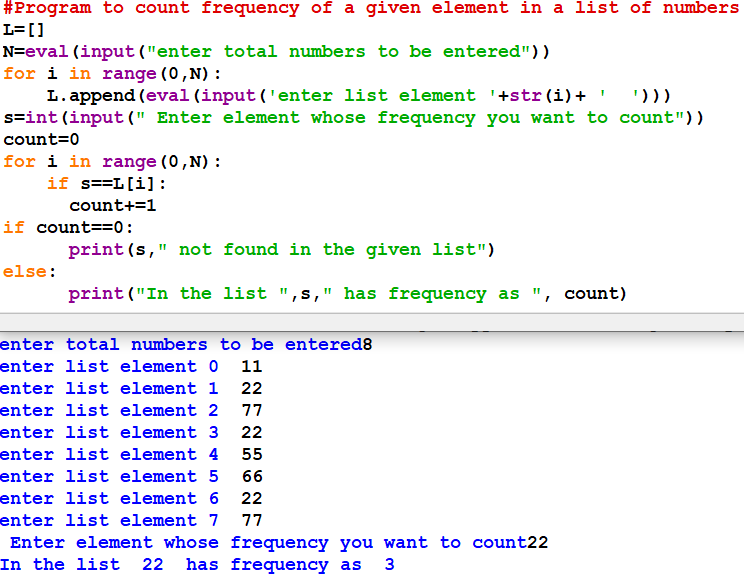 #Program to count frequency of a given element in a list of numbers
L=[]
N=eval(input("enter total numbers to be entered"))
for i in range(0,N):
    L.append(eval(input('enter list element '+str(i)+ '  ')))
s=int(input(" Enter element whose frequency you want to count"))
count=0
for i in range(0,N):
    if s==L[i]:
      count+=1
if count==0:
      print(s," not found in the given list")
else:
      print("In the list ",s," has frequency as ", count)
enter total numbers to be entered8
enter list element 0  11
enter list element 1  22
enter list element 2  77
enter list element 3  22
enter list element 4  55
enter list element 5  66
enter list element 6  22
enter list element 7  77
 Enter element whose frequency you want to count22
In the list  22  has frequency as  3